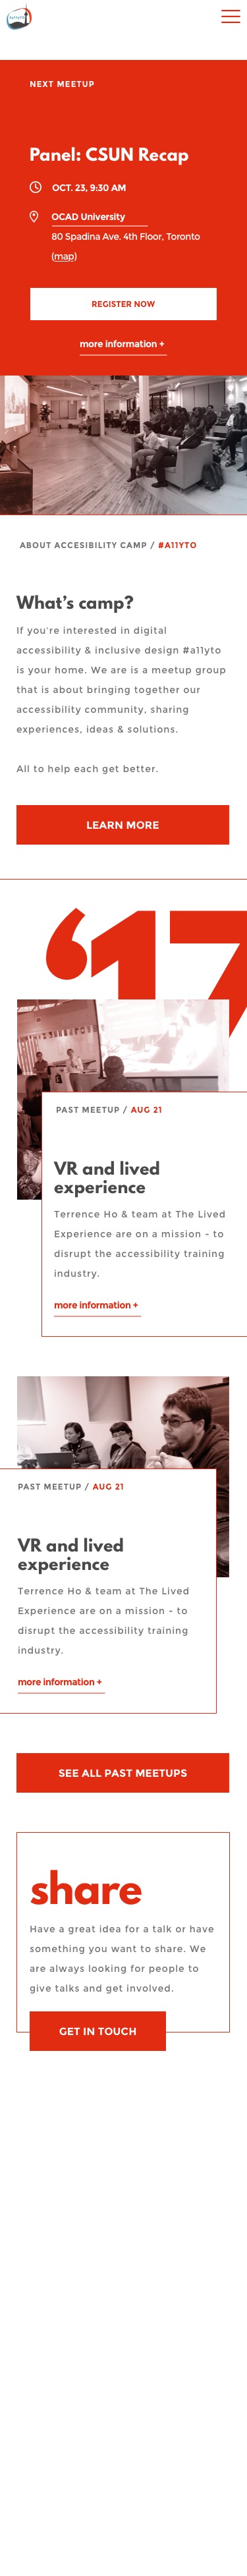 NEXT MEETUP
Panel: CSUN Recap
OCT. 23, 9:30 AM
OCAD University
80 Spadina Ave. 4th Floor, Toronto
(map)
REGISTER NOW
more information +
ABOUT ACCESIBILITY CAMP / #A11YTO
What's camp?
If you're interested in digital
accessibility & inclusive design #a11yto
is your home. We are is a meetup group
that is about bringing together our
accessibility community, sharing
experiences, ideas & solutions.
All to help each get better.
LEARN MORE
‘17
PAST MEETUP / AUG 21
VR and lived
experience
Terrence Ho & team at The Lived
Experience are on a mission - to
disrupt the accessibility training
industry.
more information +
PAST MEETUP / AUG 21
VR and lived
experience
Terrence Ho & team at The Lived
Experience are on a mission - to
disrupt the accessibility training
industry.
more information +
SEE ALL PAST MEETUPS
share
Have a great idea for a talk or have
something you want to share. We
are always looking for people to
give talks and get involved.
GET IN TOUCH